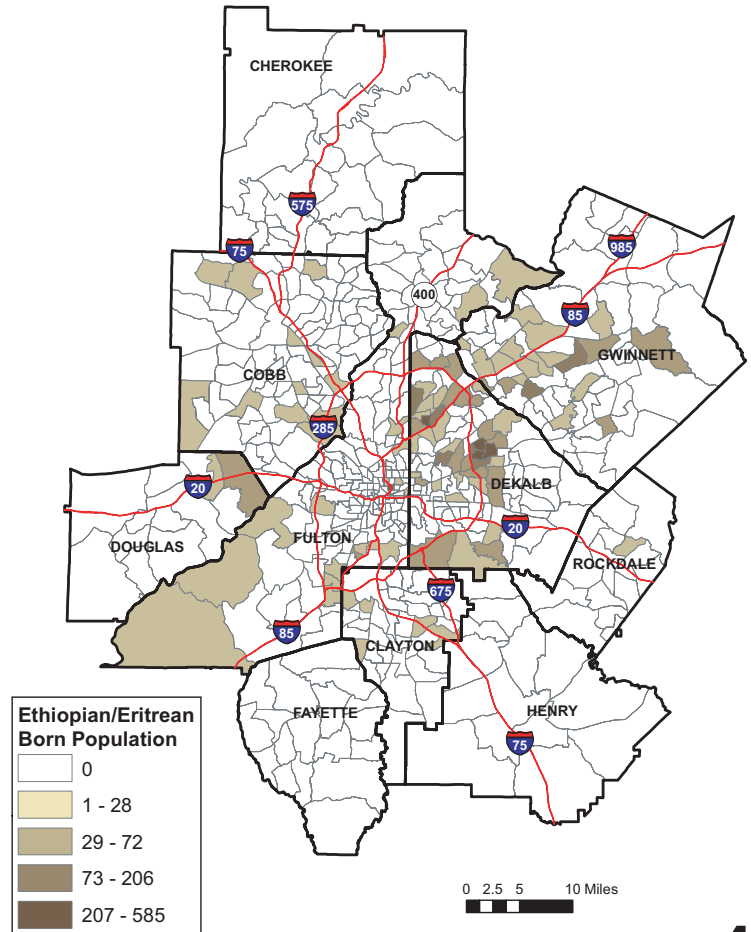 CHEROKEE
575
75
985
400
85
GWINNETT
COBB
285
20
DEKALB
DOUGLAS
FULTON
20
ROCKDALE
675
85
CLAYTON
FAYETTE
HENRY
75
Ethiopian/Eritrean
Born Population
0
1 - 28
29 - 72
73 - 206
207 - 585
0 2.5 5 10 Miles